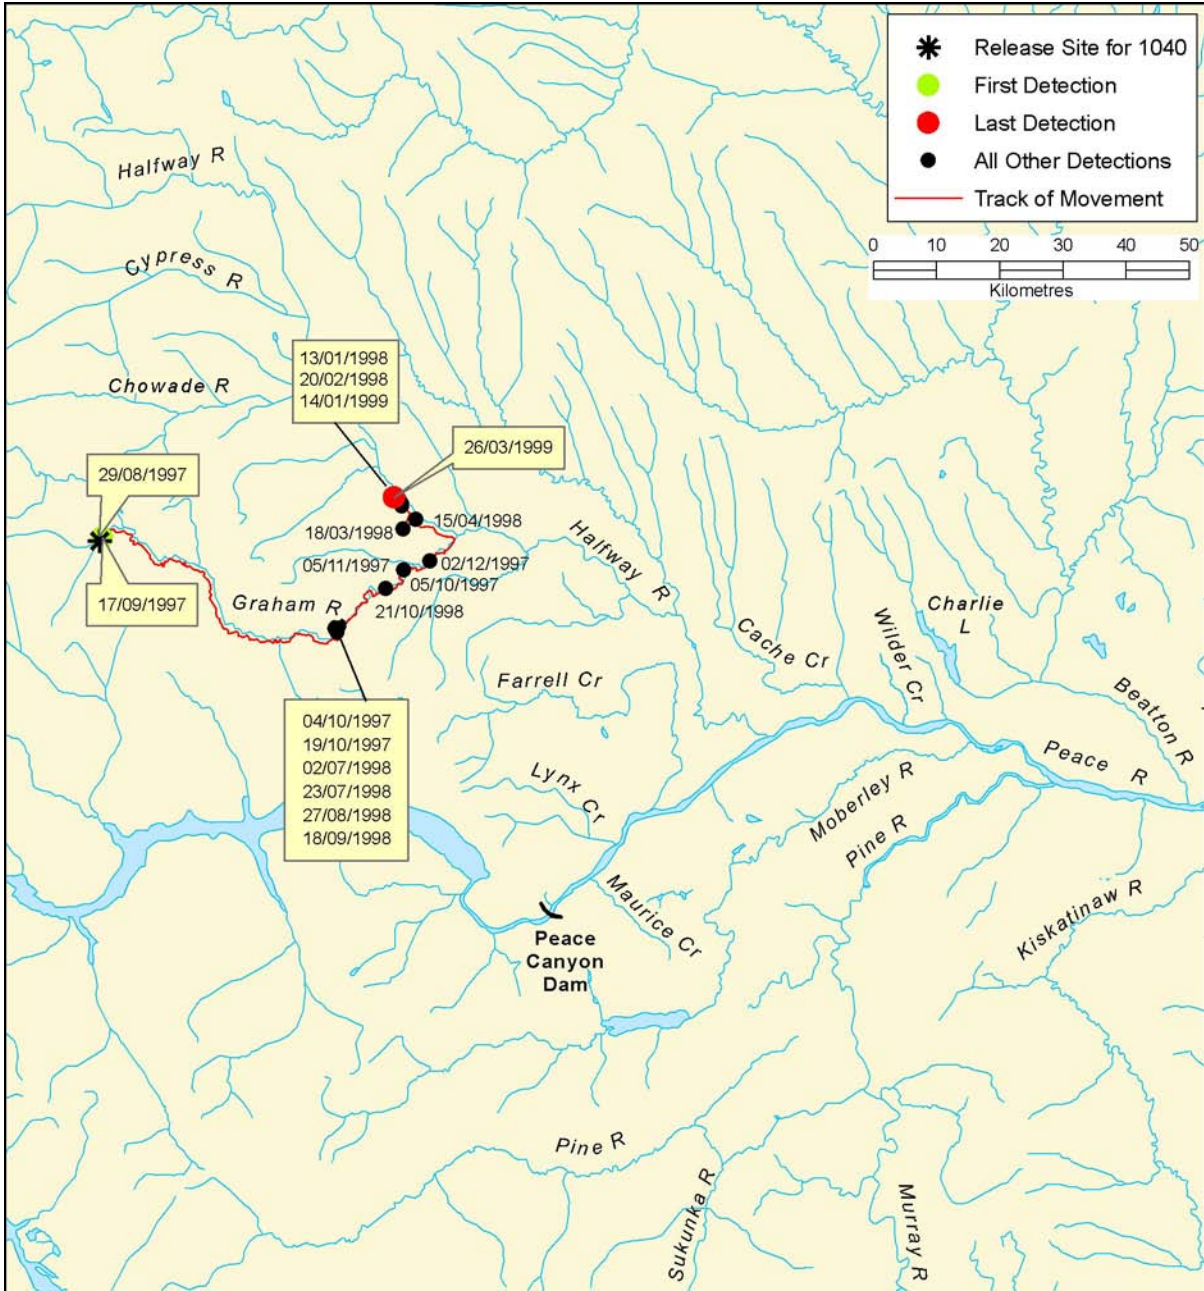 Release Site for 1040
First Detection
Last Detection
All Other Detections
Track of Movement
0 10 20 30 40 50
Kilometres
Halfway R
Cypress R
Chowade R
13/01/1998
20/02/1998
14/01/1999
26/03/1999
29/08/1997
15/04/1998
18/03/1998
Halfway R
05/11/1997
02/12/1997
05/10/1997
17/09/1997
Graham R
21/10/1998
Charlie
L
Wilder Cr
Cache Cr
Farrell Cr
Beatton R
04/10/1997
19/10/1997
02/07/1998
23/07/1998
27/08/1998
18/09/1998
Lynx Cr
Peace R
Moberley R
Pine R
Maurice Cr
Kiskatinaw R
Peace
Canyon
Dam
Pine R
Sukunka R
Murray R